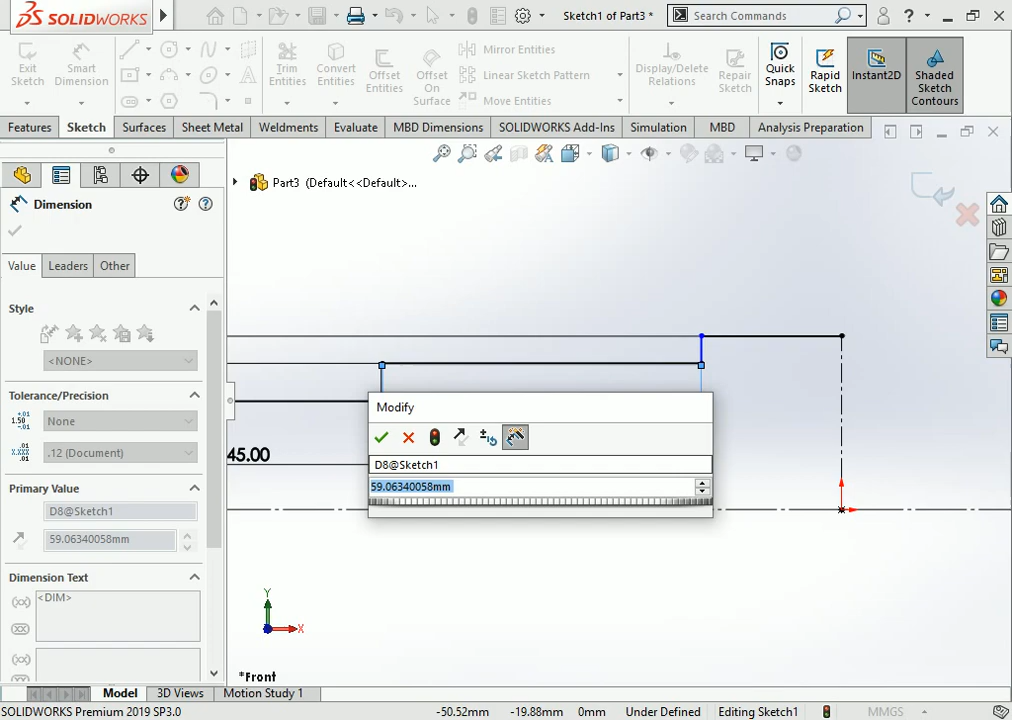 SOLIDWORKS
Sketch1 of Part3 *
Search Commands
?
Exit Sketch
Smart Dimension
Trim Entities
Convert Entities
Offset Entities
Offset On Surface
Mirror Entities
Linear Sketch Pattern
Move Entities
Display/Delete Relations
Repair Sketch
Quick Snaps
Rapid Sketch
Instant2D
Shaded Sketch Contours
Features
Sketch
Surfaces
Sheet Metal
Weldments
Evaluate
MBD Dimensions
SOLIDWORKS Add-Ins
Simulation
MBD
Analysis Preparation
Part3 (Default<<Default>...
Dimension
Value
Leaders
Other
Style
<NONE>
Tolerance/Precision
None
.12 (Document)
Primary Value
D8@Sketch1
59.06340058mm
Dimension Text
<DIM>
Modify
D8@Sketch1
59.06340058mm
45.00
Y
X
*Front
Model
3D Views
Motion Study 1
SOLIDWORKS Premium 2019 SP3.0
-50.52mm
-19.88mm
0mm
Under Defined
Editing Sketch1
MMGS